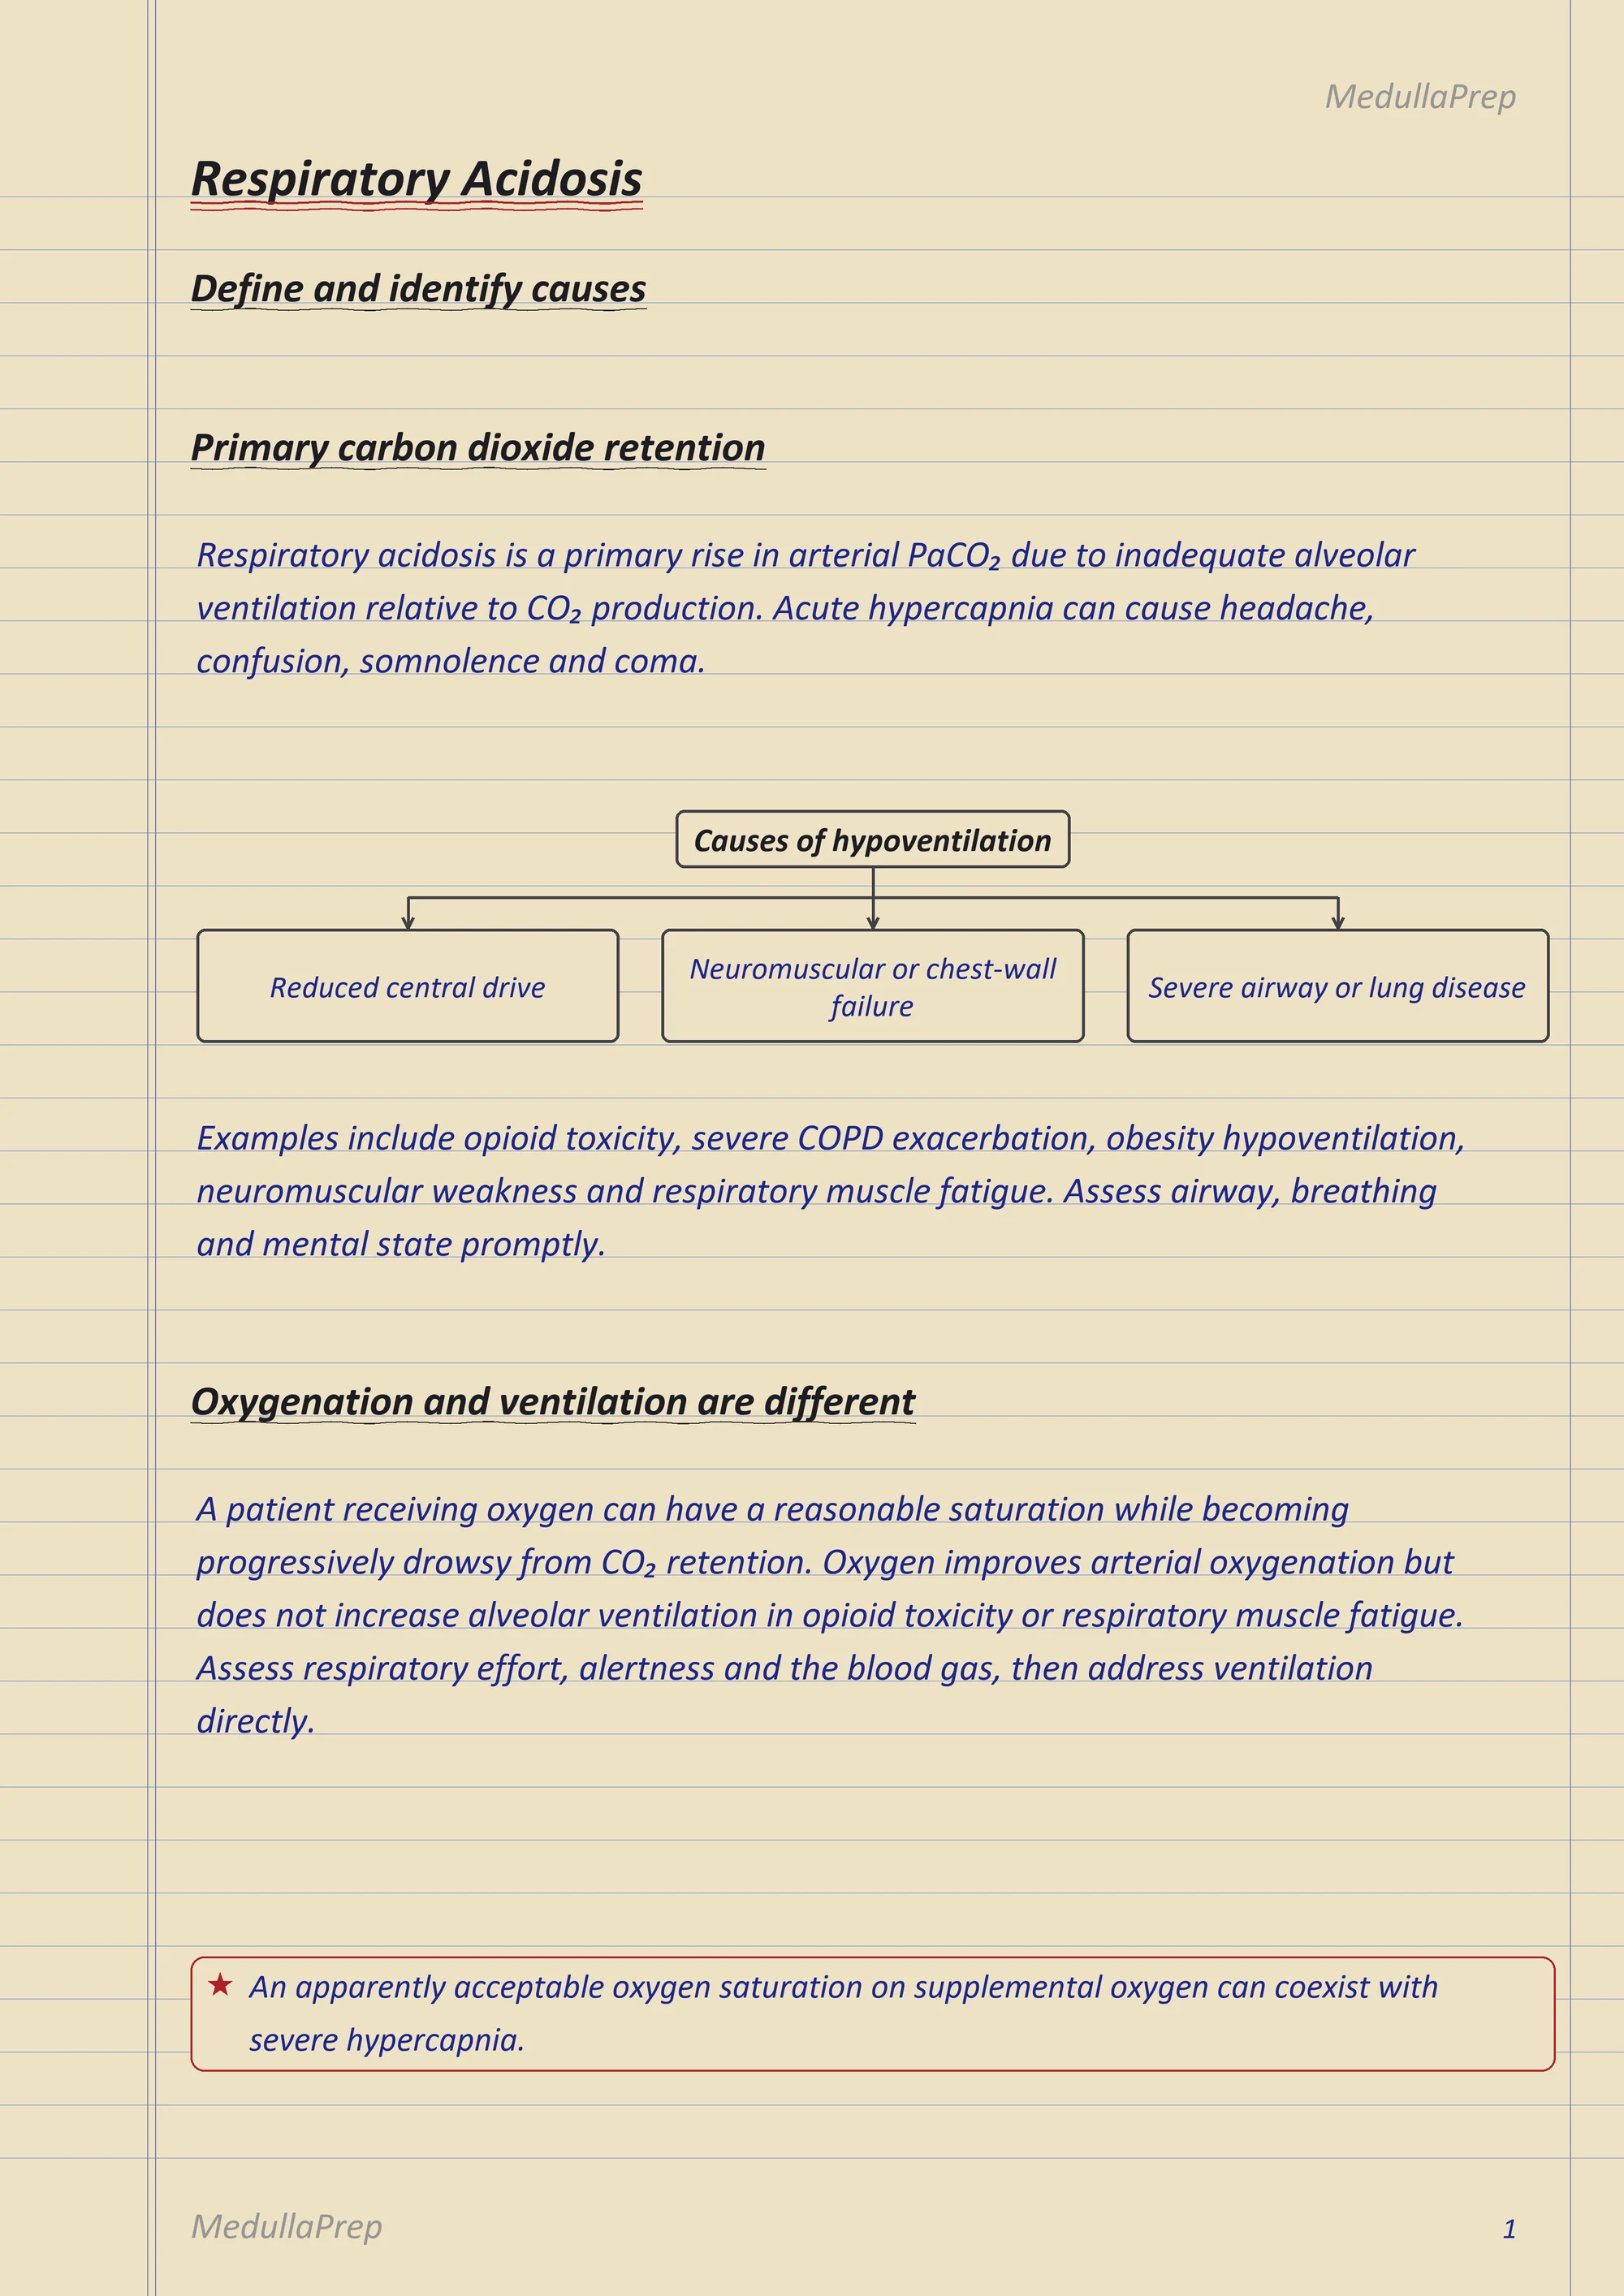 MedullaPrep
Respiratory Acidosis
Define and identify causes
Primary carbon dioxide retention
Respiratory acidosis is a primary rise in arterial PaCO₂ due to inadequate alveolar
ventilation relative to CO₂ production. Acute hypercapnia can cause headache,
confusion, somnolence and coma.
Causes of hypoventilation
Reduced central drive
Neuromuscular or chest-wall
failure
Severe airway or lung disease
Examples include opioid toxicity, severe COPD exacerbation, obesity hypoventilation,
neuromuscular weakness and respiratory muscle fatigue. Assess airway, breathing
and mental state promptly.
Oxygenation and ventilation are different
A patient receiving oxygen can have a reasonable saturation while becoming
progressively drowsy from CO₂ retention. Oxygen improves arterial oxygenation but
does not increase alveolar ventilation in opioid toxicity or respiratory muscle fatigue.
Assess respiratory effort, alertness and the blood gas, then address ventilation
directly.
★ An apparently acceptable oxygen saturation on supplemental oxygen can coexist with
severe hypercapnia.
MedullaPrep
1